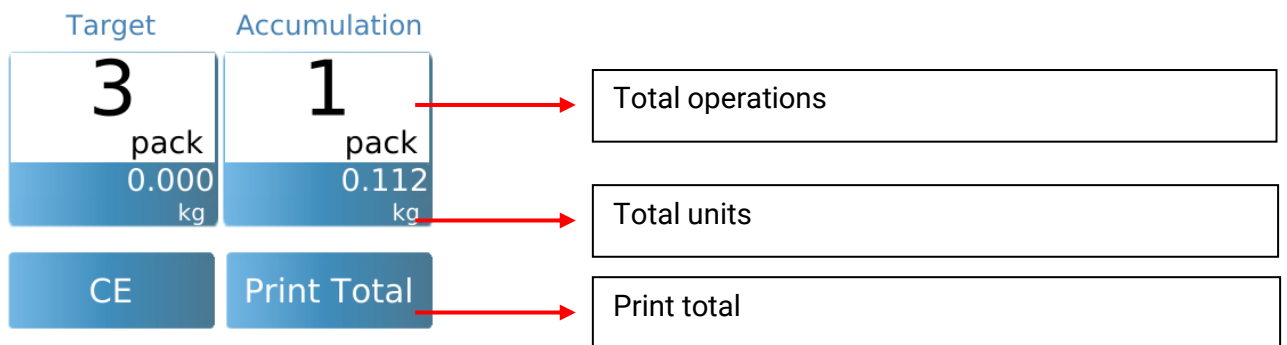 Target Accumulation
3 1 Total operations
pack pack
0.000 0.112
kg kg Total units
CE Print Total Print total